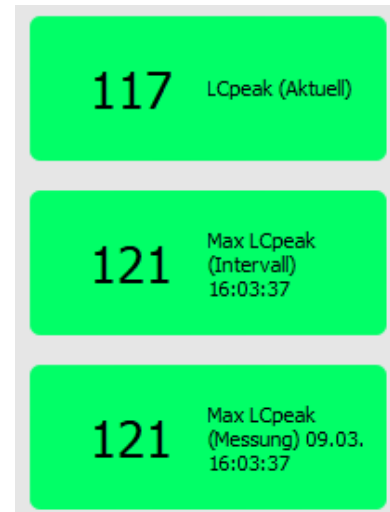 117 LCpeak (Aktuell)
121
Max LCpeak
(Intervall)
16:03:37
121
Max LCpeak
(Messung) 09.03.
16:03:37